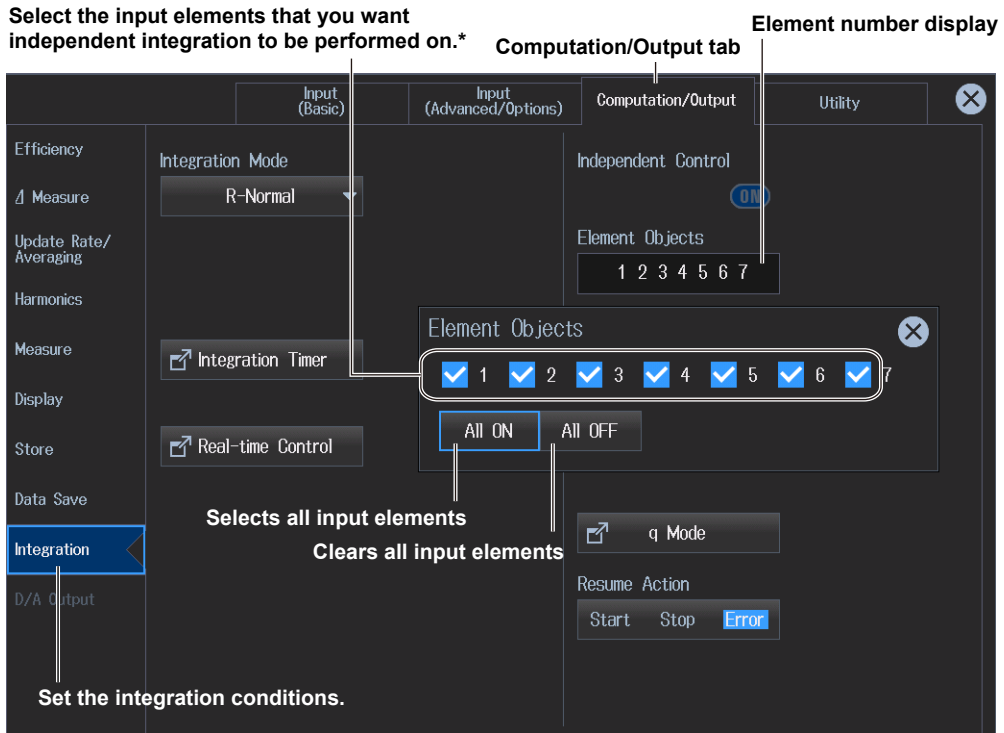 Select the input elements that you want
independent integration to be performed on.*
Computation/Output tab
Element number display
Input
(Basic)
Input
(Advanced/Options)
Computation/Output
Utility
Efficiency
⊿ Measure
Update Rate/
Averaging
Harmonics
Measure
Display
Store
Data Save
Integration
D/A Output
Integration Mode
R-Normal
Integration Timer
Real-time Control
Independent Control
ON
Element Objects
1 2 3 4 5 6 7
Element Objects
1 2 3 4 5 6 7
All ON All OFF
Selects all input elements
Clears all input elements
q Mode
Resume Action
Start Stop Error
Set the integration conditions.